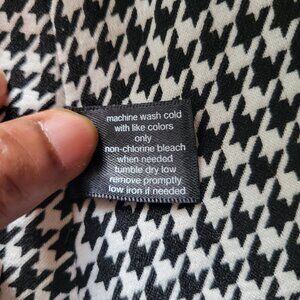 machine wash cold
with like colors
only
non-chlorine bleach
when needed
tumble dry low
remove promptly
low iron if needed